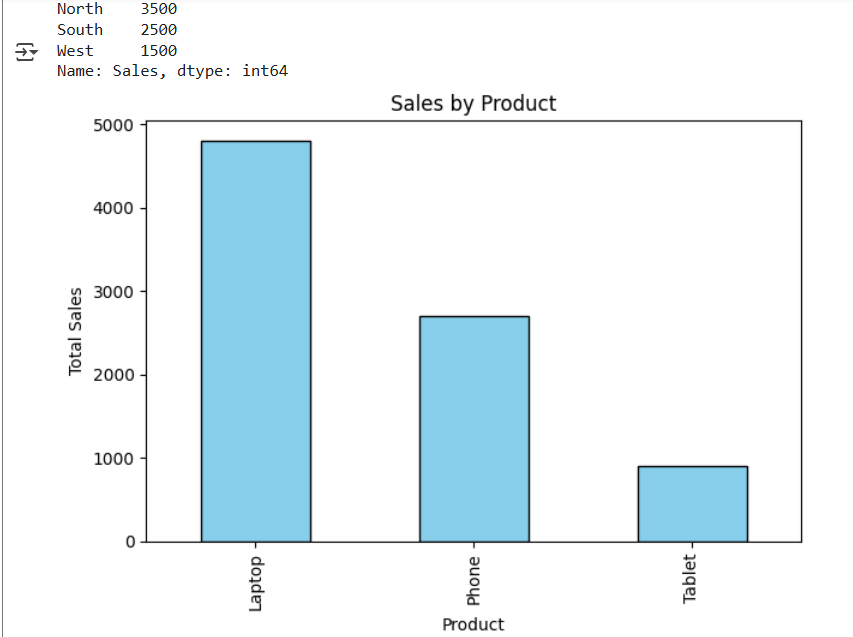 North    3500
South    2500
West     1500
Name: Sales, dtype: int64
Sales by Product
Total Sales
5000
4000
3000
2000
1000
0
Laptop
Phone
Tablet
Product